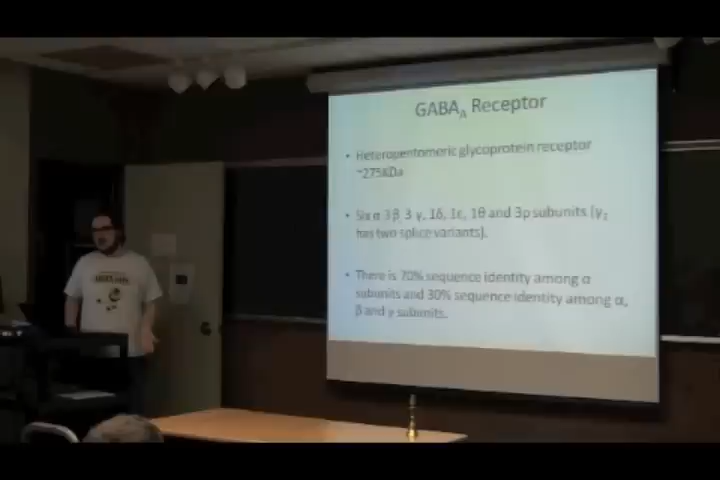 GABA_A Receptor
• Heteropentomeric glycoprotein receptor
~275kDa
• Six α 3 β, 3 γ, 1δ, 1ε, 1θ and 3ρ subunits (γ₂
has two splice variants).
• There is 70% sequence identity among α
subunits and 30% sequence identity among α,
β and γ subunits.